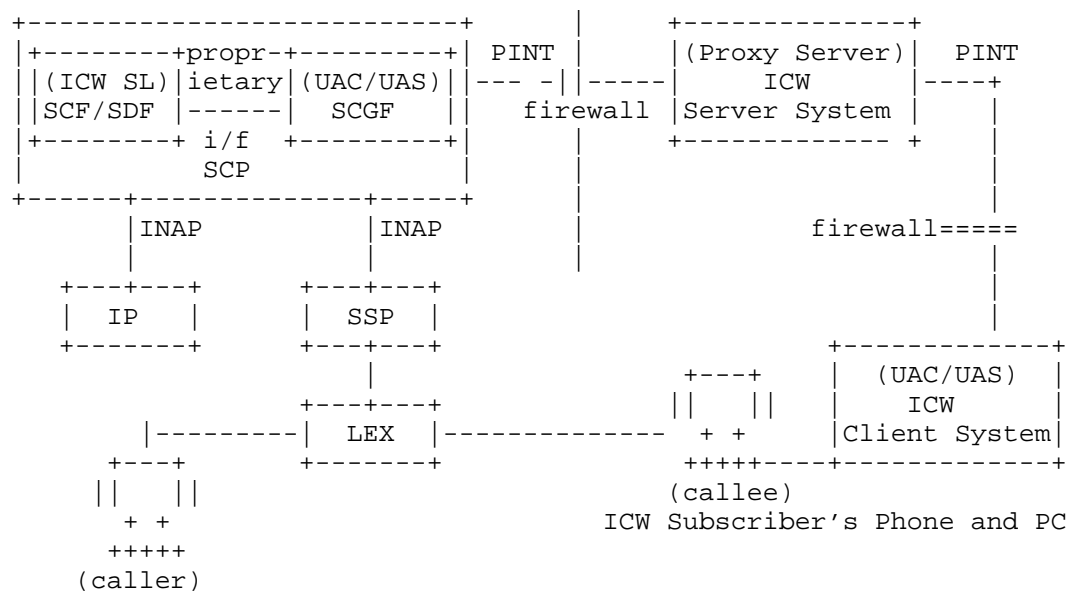 propr
PINT (Proxy Server) PINT
(ICW SL) ietary (UAC/UAS) ICW
SCF/SDF SCGF firewall Server System
i/f
SCP
INAP INAP firewall=====
IP SSP
(UAC/UAS)
ICW
LEX Client System
(callee)
ICW Subscriber's Phone and PC
(caller)